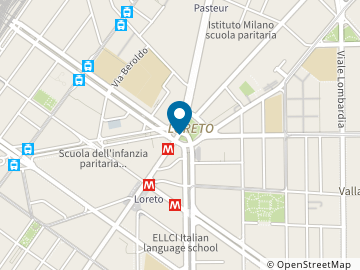 Pasteur
Istituto Milano
scuola paritaria
Via Beroldo
Viale Lombardia
LORETO
M
Scuola dell'infanzia
paritaria...
M
Loreto
M
Valla
ELLCI Italian
language school
© OpenStreetMap